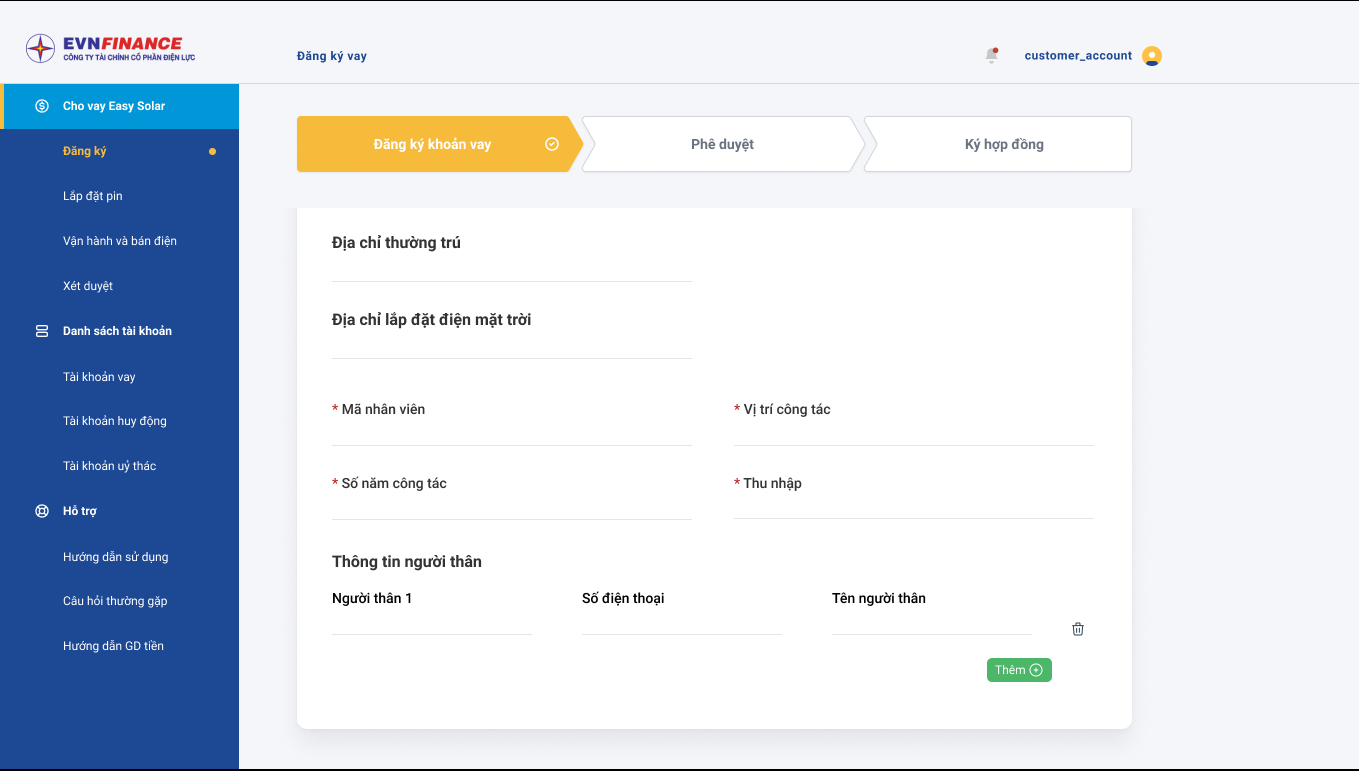 EVNFINANCE
CÔNG TY TÀI CHÍNH CỔ PHẦN ĐIỆN LỰC
Đăng ký vay
customer_account
Cho vay Easy Solar
Đăng ký
Lắp đặt pin
Vận hành và bán điện
Xét duyệt
Danh sách tài khoản
Tài khoản vay
Tài khoản huy động
Tài khoản uỷ thác
Hỗ trợ
Hướng dẫn sử dụng
Câu hỏi thường gặp
Hướng dẫn GD tiền
Đăng ký khoản vay
Phê duyệt
Ký hợp đồng
Địa chỉ thường trú
Địa chỉ lắp đặt điện mặt trời
* Mã nhân viên
* Vị trí công tác
* Số năm công tác
* Thu nhập
Thông tin người thân
Người thân 1
Số điện thoại
Tên người thân
Thêm